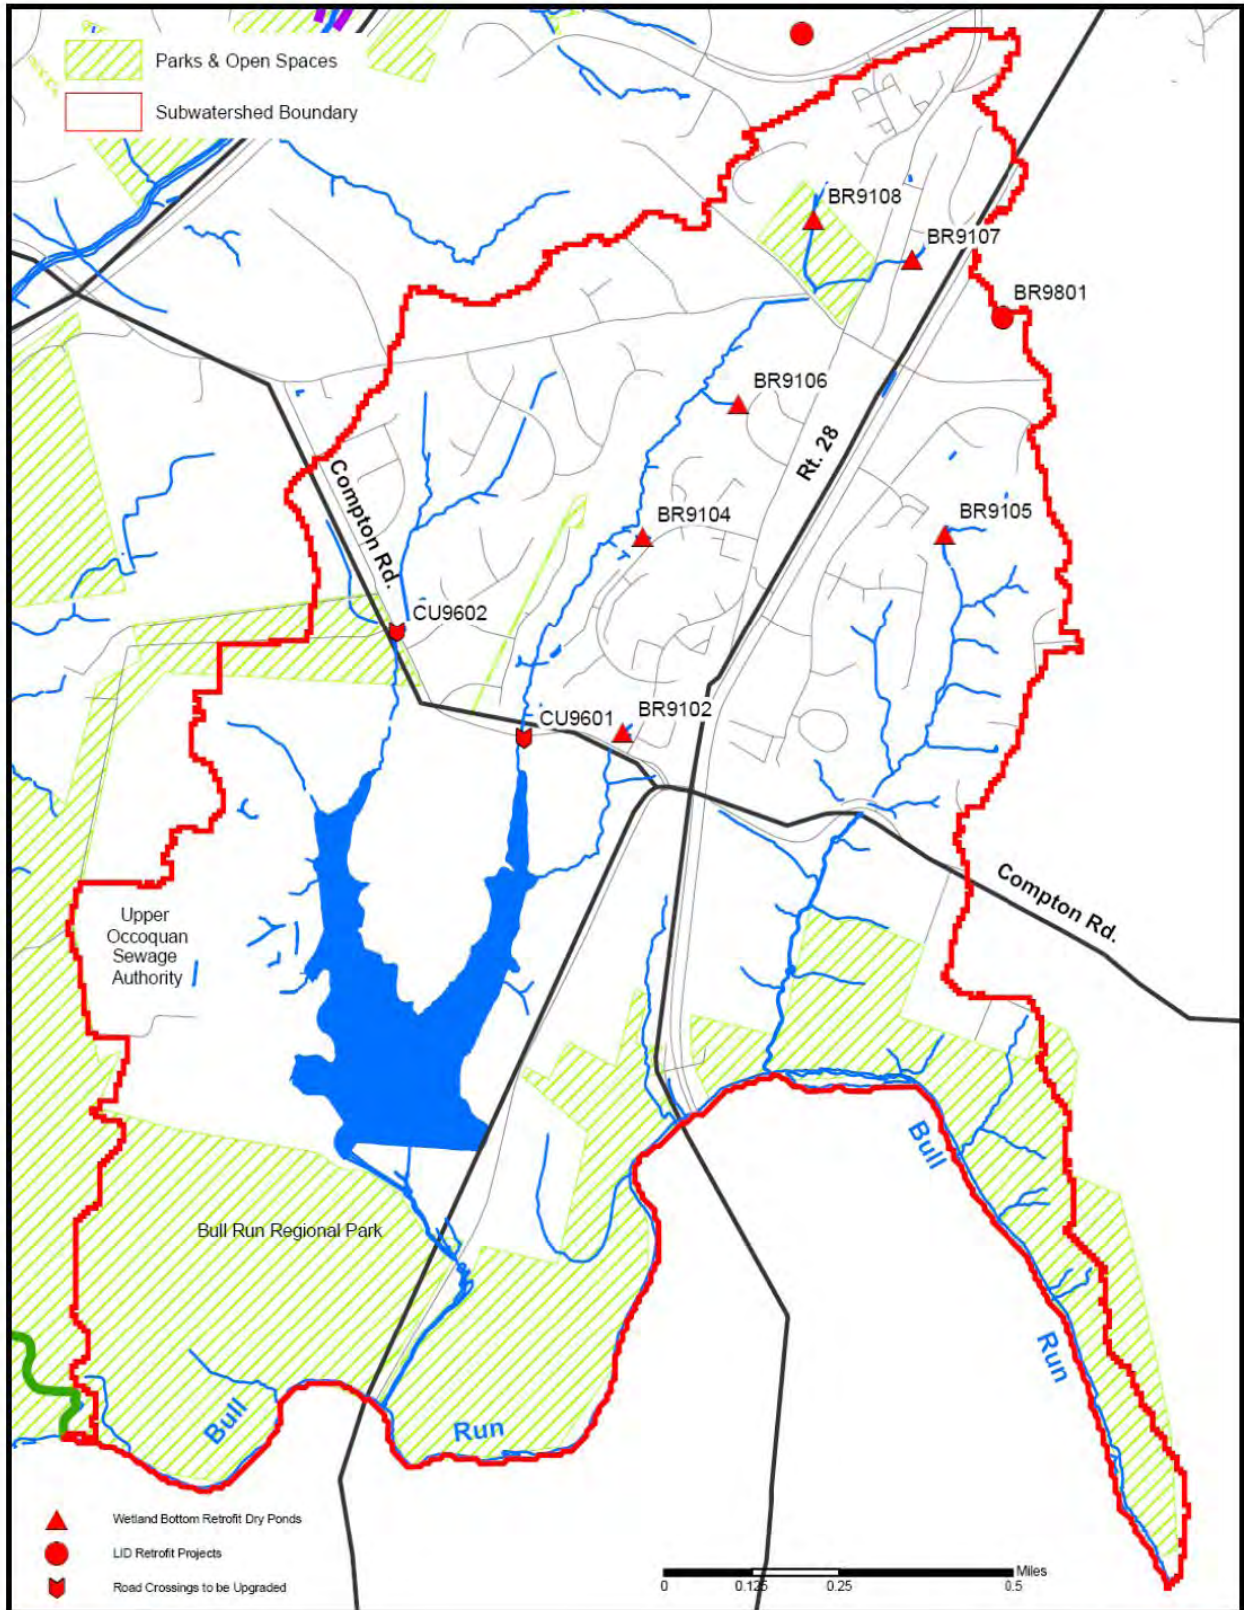 Parks & Open Spaces
Subwatershed Boundary
BR9108
BR9107
BR9801
BR9106
Rt. 28
Compton Rd.
BR9104
BR9105
CU9602
BR9102
CU9601
Compton Rd.
Upper
Occoquan
Sewage
Authority
Bull
Run
Bull Run Regional Park
Bull
Run
Wetland Bottom Retrofit Dry Ponds
LID Retrofit Projects
Road Crossings to be Upgraded
Miles
0 0.125 0.25 0.5